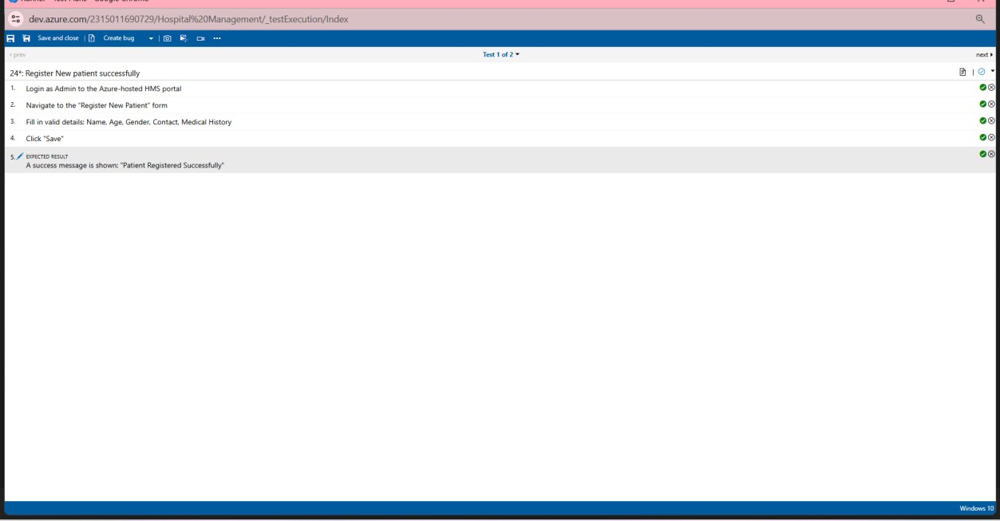 Runner - Test Plans - Google Chrome
dev.azure.com/2315011690729/Hospital%20Management/_testExecution/Index
Save and close | Create bug
prev
Test 1 of 2
next
24*: Register New patient successfully
1. Login as Admin to the Azure-hosted HMS portal
2. Navigate to the "Register New Patient" form
3. Fill in valid details: Name, Age, Gender, Contact, Medical History
4. Click "Save"
5. EXPECTED RESULT
A success message is shown: "Patient Registered Successfully"
Windows 10